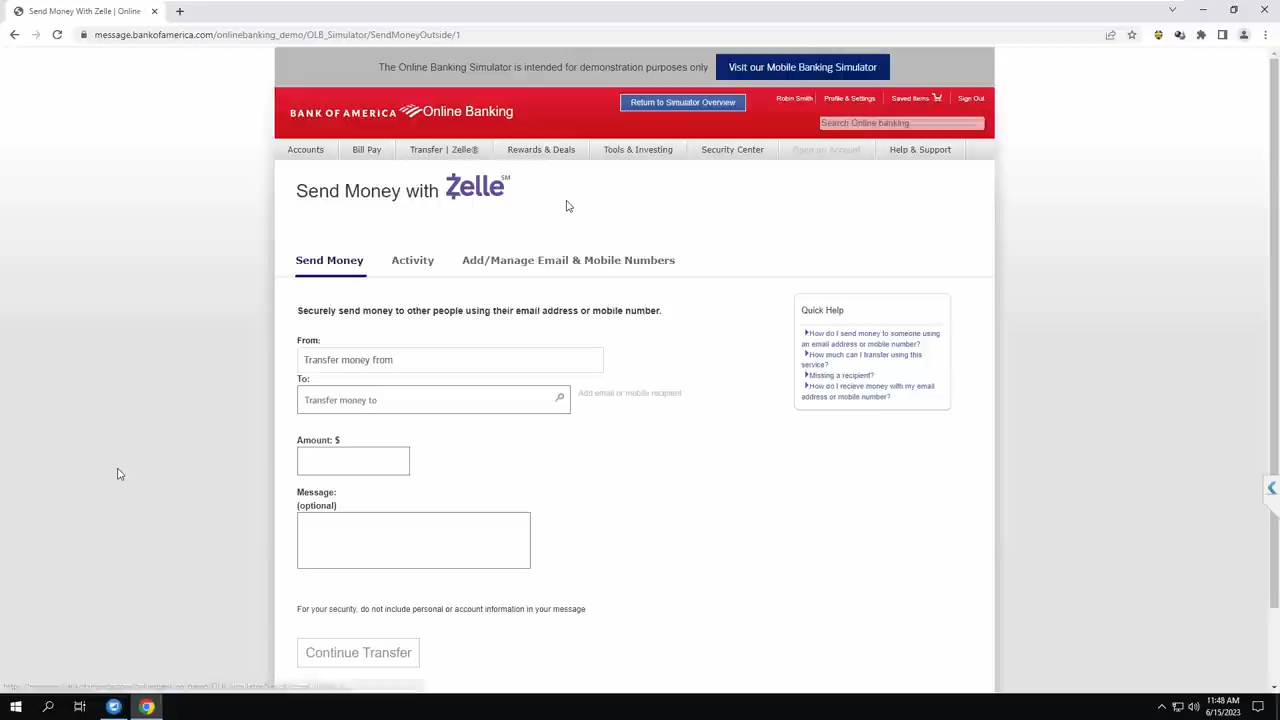 Send Money With Zelle | Online
message.bankofamerica.com/onlinebanking_demo/OLB_Simulator/SendMoneyOutside/1
The Online Banking Simulator is intended for demonstration purposes only
Visit our Mobile Banking Simulator
BANK OF AMERICA Online Banking
Return to Simulator Overview
Robin Smith
Profile & Settings
Saved Items
Sign Out
Search Online banking
Accounts
Bill Pay
Transfer | Zelle®
Rewards & Deals
Tools & Investing
Security Center
Open an Account
Help & Support
Send Money with Zelle SM
Send Money
Activity
Add/Manage Email & Mobile Numbers
Securely send money to other people using their email address or mobile number.
From:
Transfer money from
To:
Transfer money to
Add email or mobile recipient
Amount: $
Message:
(optional)
For your security, do not include personal or account information in your message
Continue Transfer
Quick Help
How do I send money to someone using
an email address or mobile number?
How much can I transfer using this
service?
Missing a recipient?
How do I recieve money with my email
address or mobile number?
11:48 AM
6/15/2023